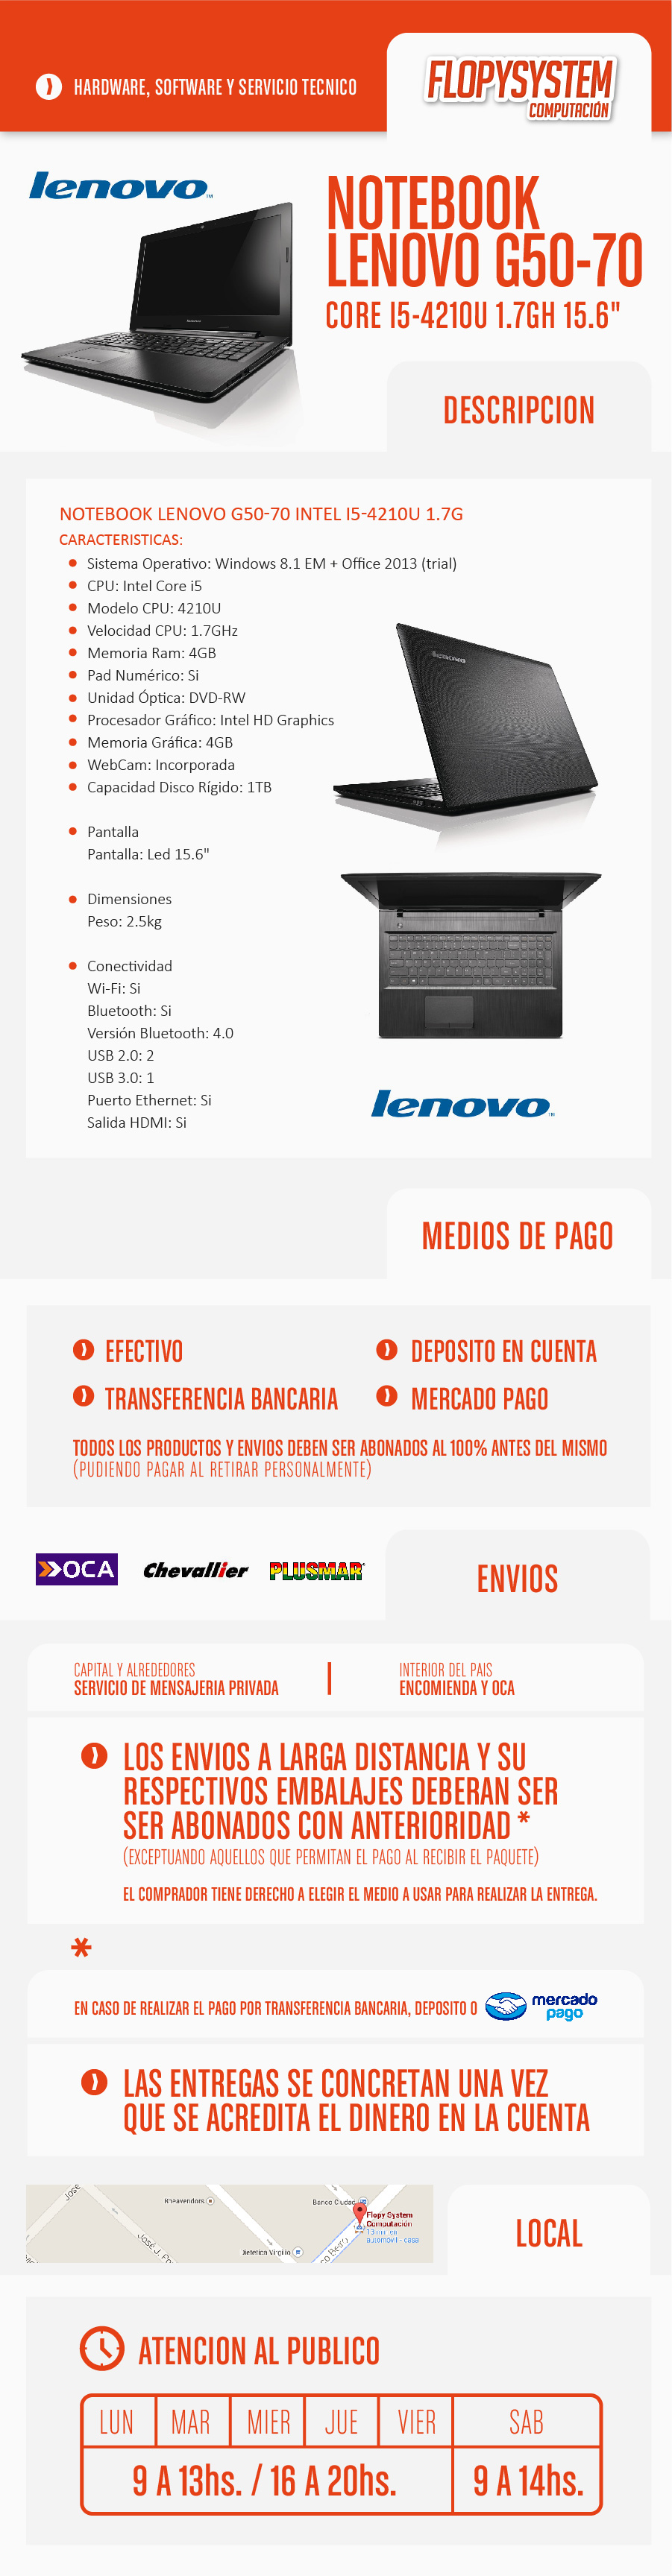 HARDWARE, SOFTWARE Y SERVICIO TECNICO
FLOPYSYSTEM
COMPUTACIÓN
lenovo
TM
NOTEBOOK
LENOVO G50-70
CORE I5-4210U 1.7GH 15.6"
DESCRIPCION
NOTEBOOK LENOVO G50-70 INTEL I5-4210U 1.7G
CARACTERISTICAS:
Sistema Operativo: Windows 8.1 EM + Office 2013 (trial)
CPU: Intel Core i5
Modelo CPU: 4210U
Velocidad CPU: 1.7GHz
Memoria Ram: 4GB
Pad Numérico: Si
Unidad Óptica: DVD-RW
Procesador Gráfico: Intel HD Graphics
Memoria Gráfica: 4GB
WebCam: Incorporada
Capacidad Disco Rígido: 1TB
lenovo
Pantalla
Pantalla: Led 15.6"
Dimensiones
Peso: 2.5kg
Conectividad
Wi-Fi: Si
Bluetooth: Si
Versión Bluetooth: 4.0
USB 2.0: 2
USB 3.0: 1
Puerto Ethernet: Si
Salida HDMI: Si
lenovo
TM
MEDIOS DE PAGO
EFECTIVO
DEPOSITO EN CUENTA
TRANSFERENCIA BANCARIA
MERCADO PAGO
TODOS LOS PRODUCTOS Y ENVIOS DEBEN SER ABONADOS AL 100% ANTES DEL MISMO
(PUDIENDO PAGAR AL RETIRAR PERSONALMENTE)
OCA
Chevallier
PLUSMAR
ENVIOS
CAPITAL Y ALREDEDORES
SERVICIO DE MENSAJERIA PRIVADA
INTERIOR DEL PAIS
ENCOMIENDA Y OCA
LOS ENVIOS A LARGA DISTANCIA Y SU
RESPECTIVOS EMBALAJES DEBERAN SER
SER ABONADOS CON ANTERIORIDAD *
(EXCEPTUANDO AQUELLOS QUE PERMITAN EL PAGO AL RECIBIR EL PAQUETE)
EL COMPRADOR TIENE DERECHO A ELEGIR EL MEDIO A USAR PARA REALIZAR LA ENTREGA.
*
EN CASO DE REALIZAR EL PAGO POR TRANSFERENCIA BANCARIA, DEPOSITO O
mercado
pago
LAS ENTREGAS SE CONCRETAN UNA VEZ
QUE SE ACREDITA EL DINERO EN LA CUENTA
José
José J. Po
Banco Ciudad
Flopy System
Computación
automóvil - casa
Dietetica Virgilio
LOCAL
ATENCION AL PUBLICO
LUN MAR MIER JUE VIER SAB
9 A 13hs. / 16 A 20hs. 9 A 14hs.